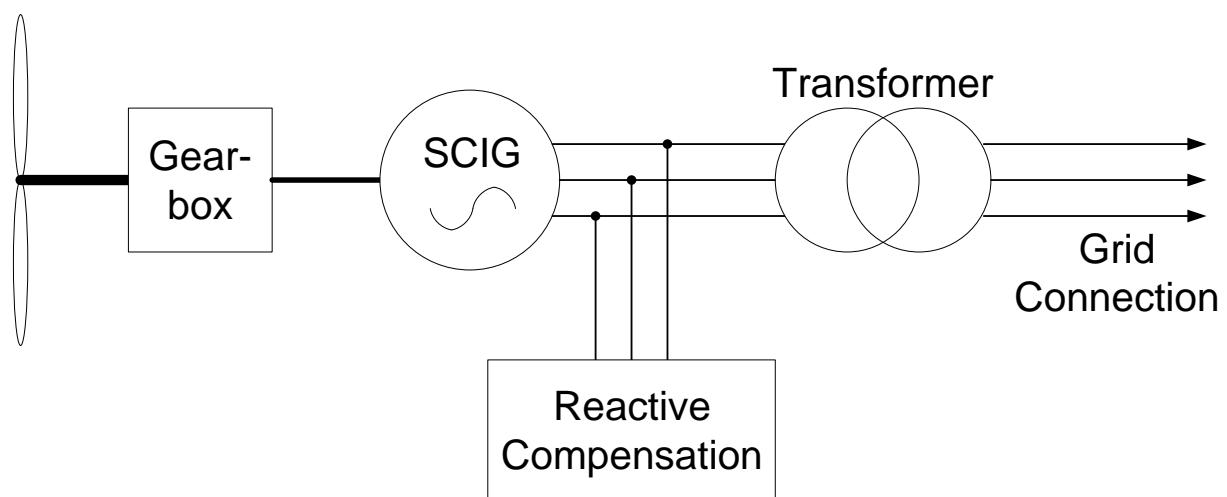 Gear-
box
SCIG
Transformer
Grid
Connection
Reactive
Compensation